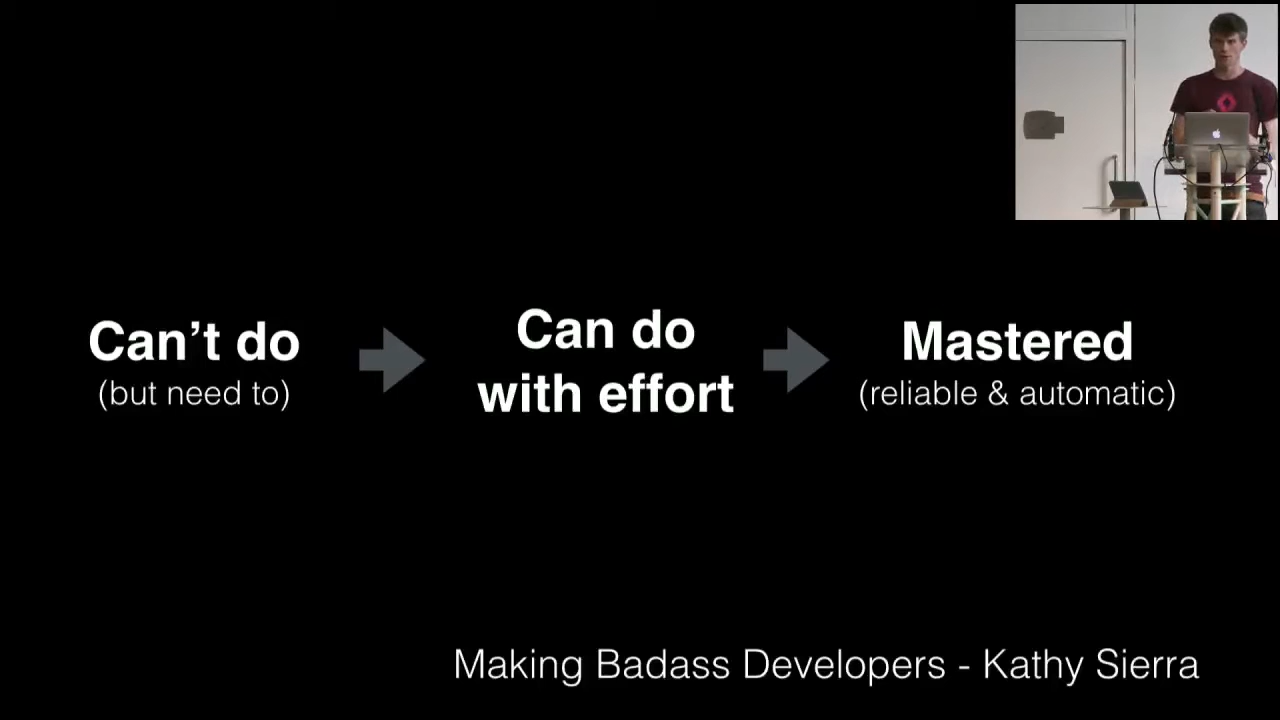 Can't do
(but need to)
Can do
with effort
Mastered
(reliable & automatic)
Making Badass Developers - Kathy Sierra